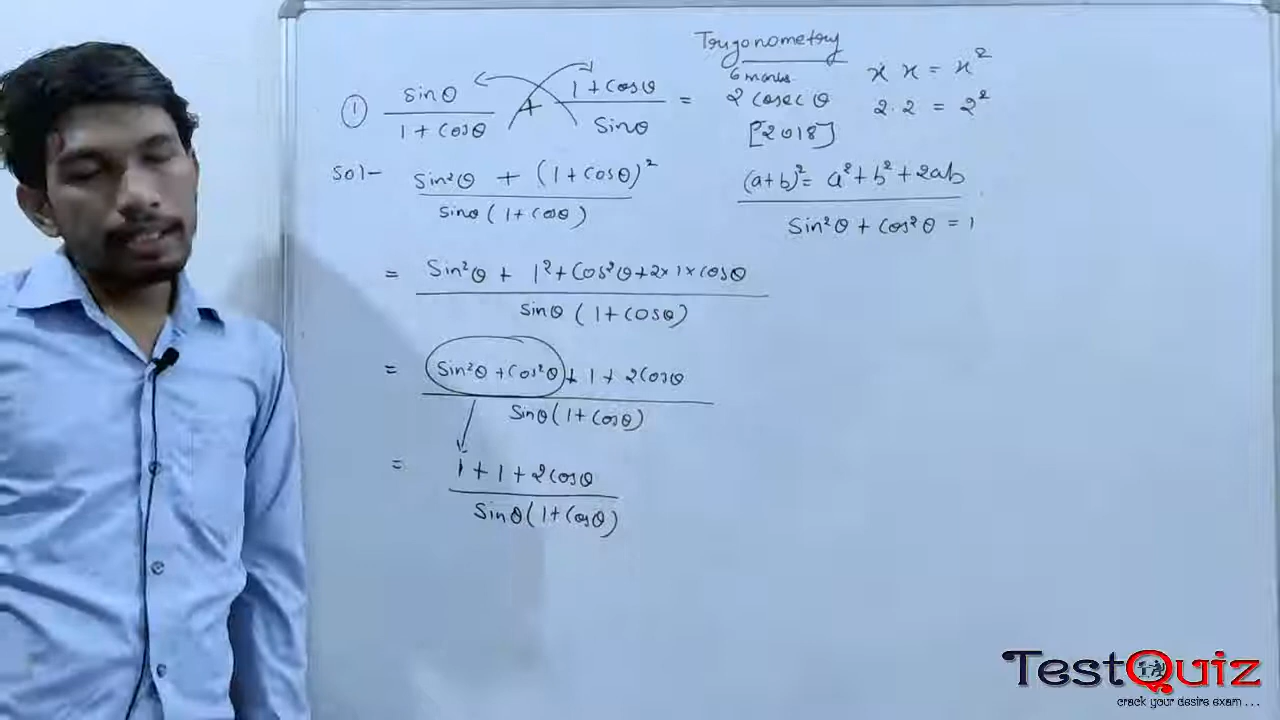 Trigonometry
① sinθ / 1 + cosθ + 1 + cosθ / sinθ = 2 cosec θ
6 marks
[2018]
x x = x²
2 . 2 = 2²
Sol- sin²θ + (1 + cosθ)² / sinθ (1 + cosθ)
(a+b)² = a² + b² + 2ab
sin²θ + cos²θ = 1
= sin²θ + 1² + cos²θ + 2 × 1 × cosθ / sinθ (1 + cosθ)
= sin²θ + cos²θ + 1 + 2cosθ / sinθ (1 + cosθ)
= 1 + 1 + 2cosθ / sinθ (1 + cosθ)
TestQuiz
crack your desire exam ...